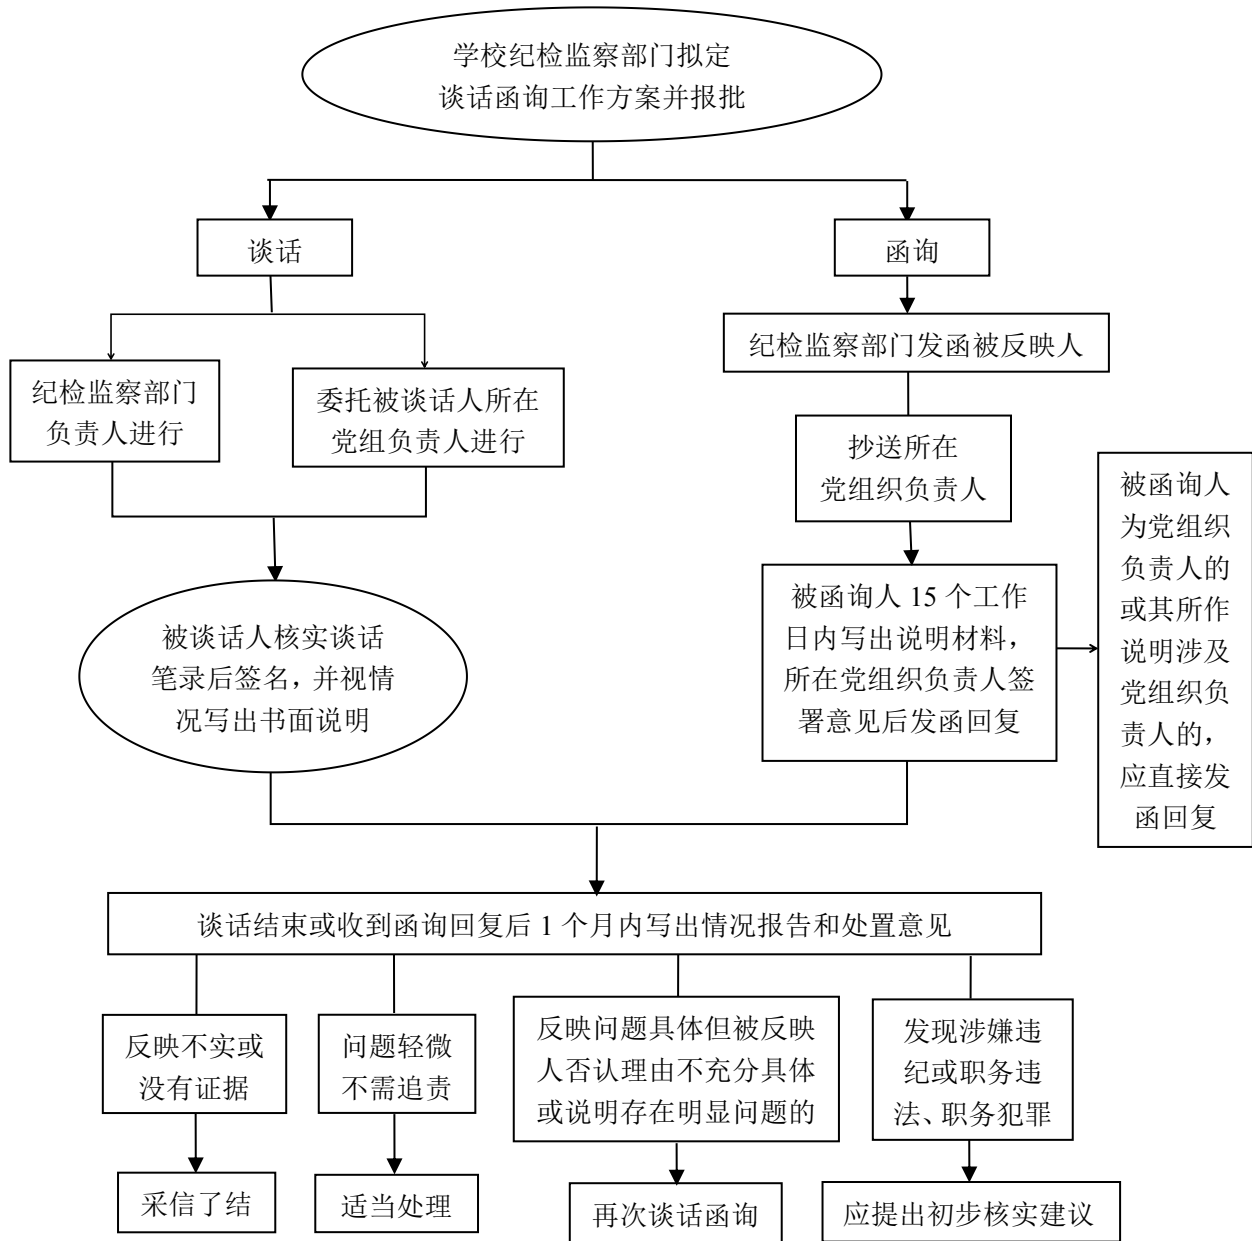 学校纪检监察部门拟定
谈话函询工作方案并报批
谈话
函询
纪检监察部门
负责人进行
委托被谈话人所在
党组负责人进行
纪检监察部门发函被反映人
抄送所在
党组织负责人
被谈话人核实谈话
笔录后签名，并视情
况写出书面说明
被函询人 15 个工作
日内写出说明材料，
所在党组织负责人签
署意见后发函回复
被函询人
为党组织
负责人的
或其所作
说明涉及
党组织负
责人的，
应直接发
函回复
谈话结束或收到函询回复后 1 个月内写出情况报告和处置意见
反映不实或
没有证据
问题轻微
不需追责
反映问题具体但被反映
人否认理由不充分具体
或说明存在明显问题的
发现涉嫌违
纪或职务违
法、职务犯罪
采信了结
适当处理
再次谈话函询
应提出初步核实建议